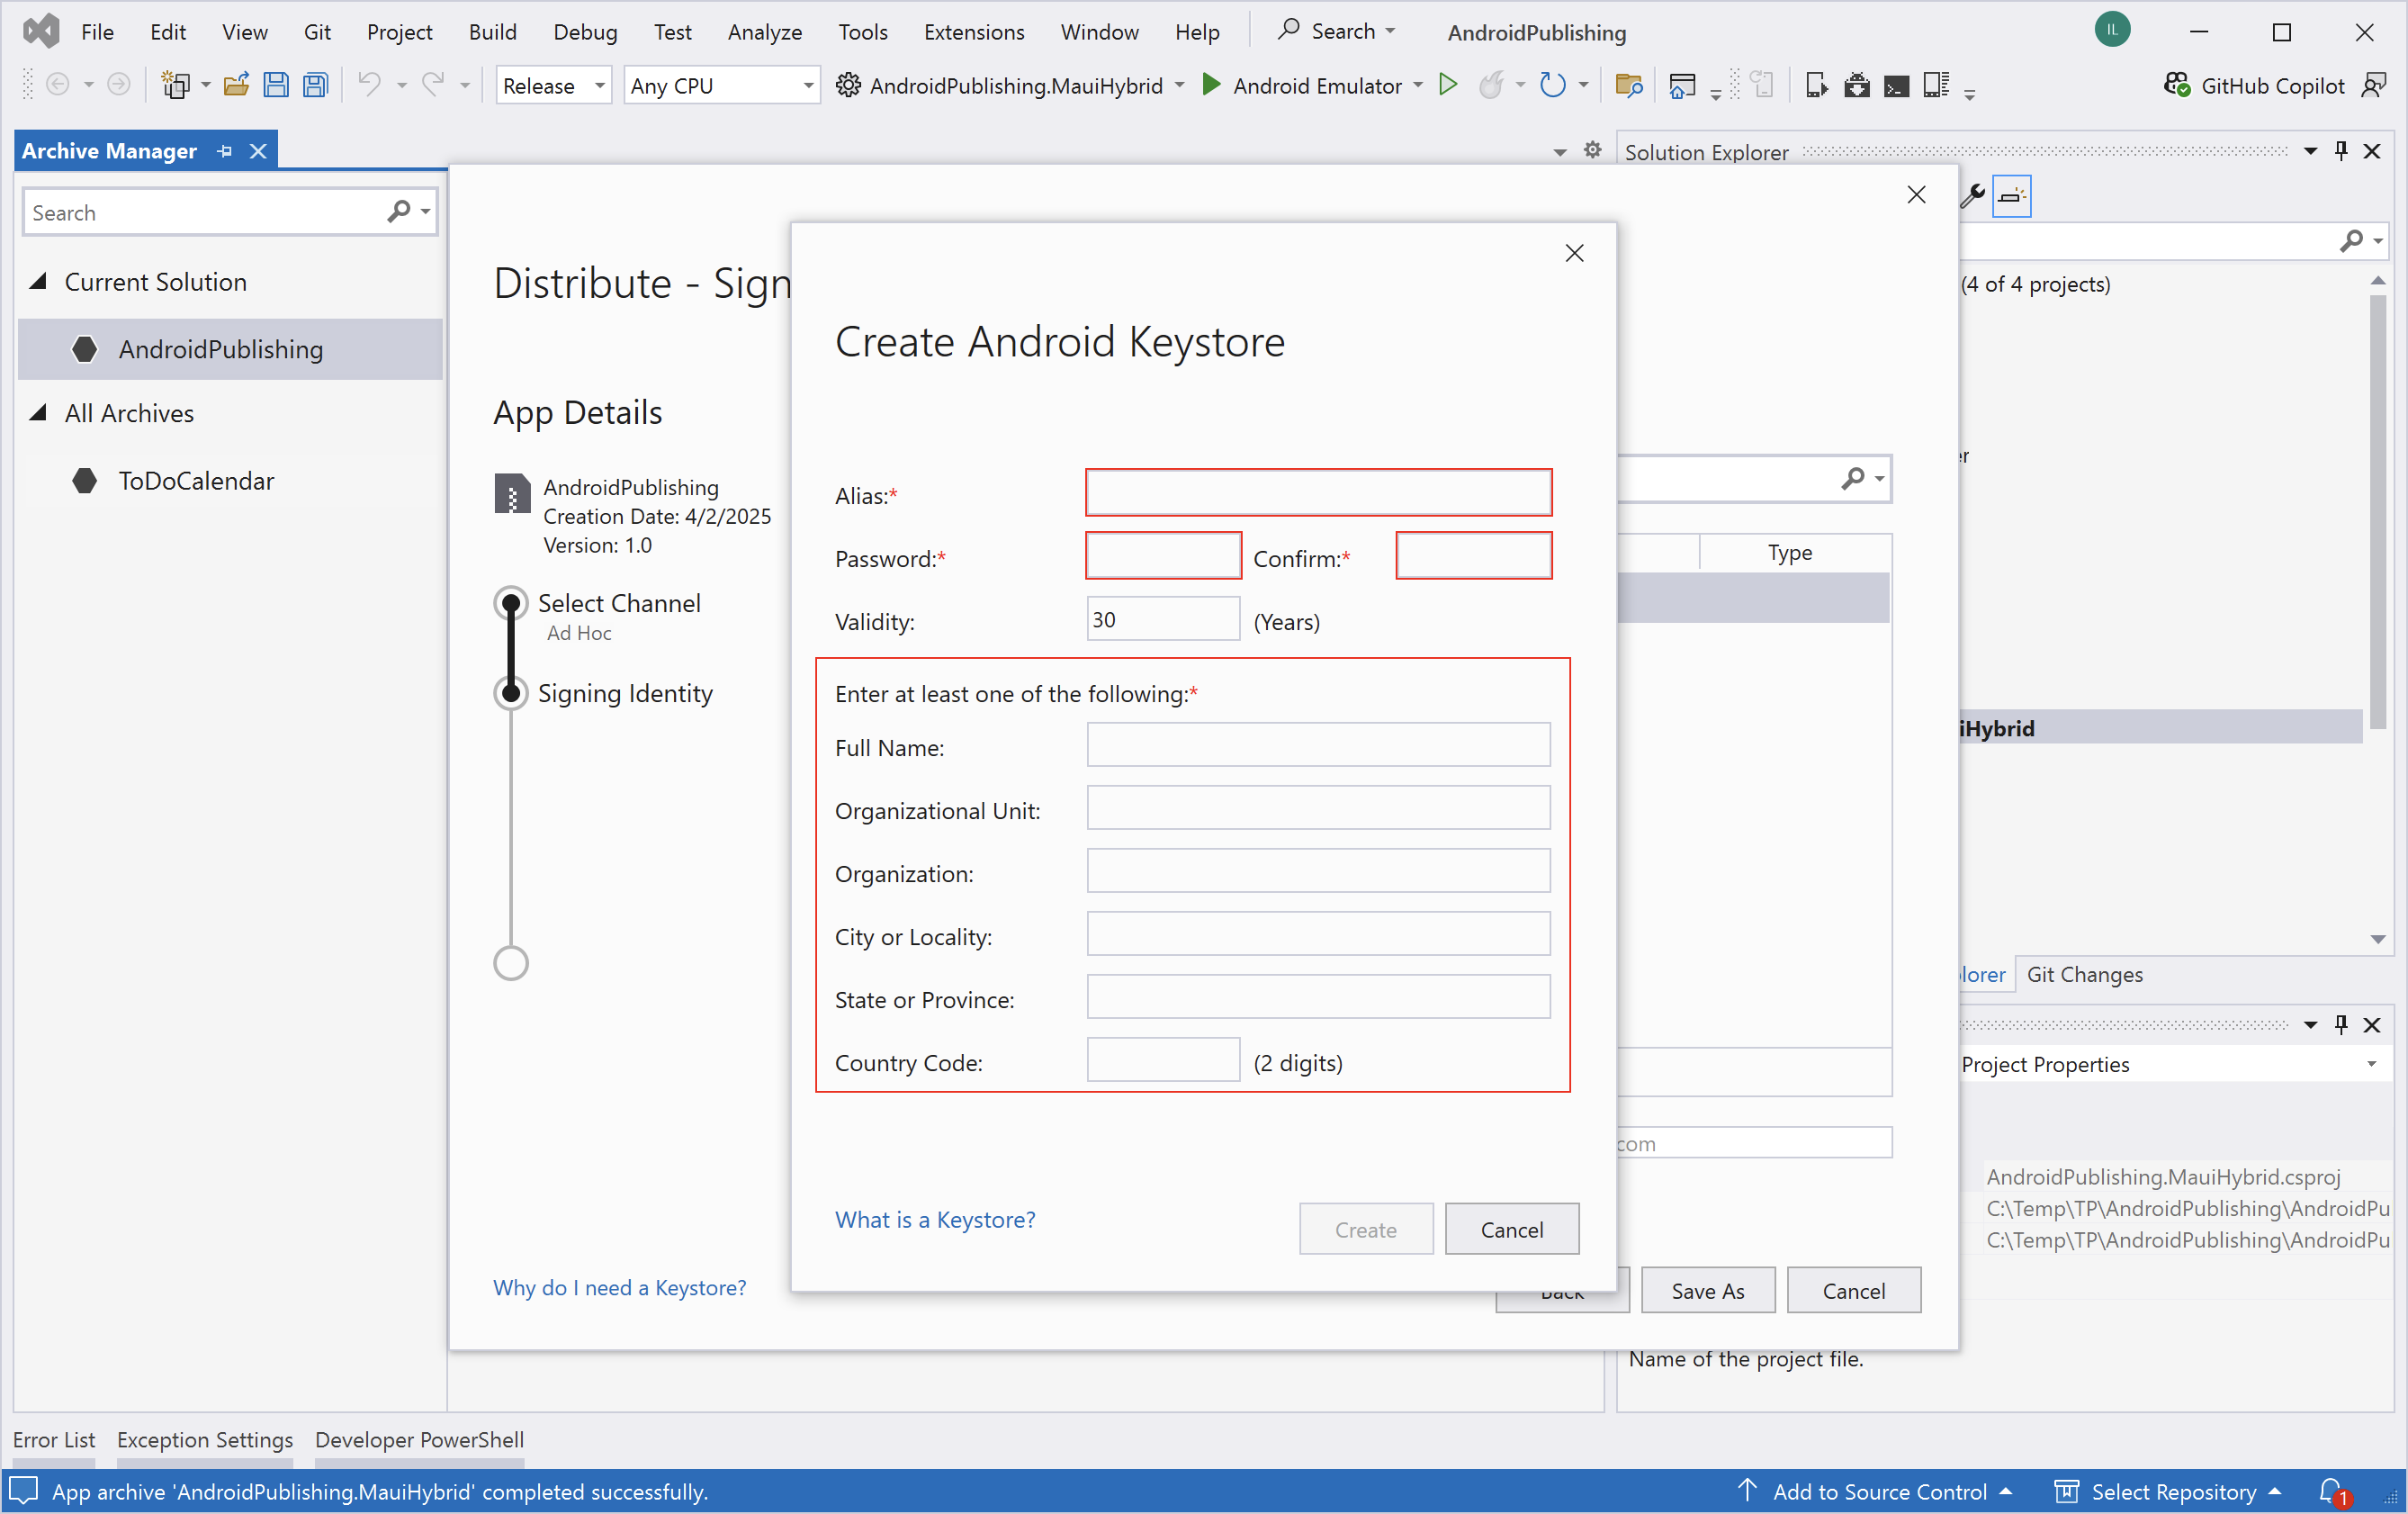 File Edit View Git Project Build Debug Test Analyze Tools Extensions Window Help Search AndroidPublishing IL
Release Any CPU AndroidPublishing.MauiHybrid Android Emulator GitHub Copilot
Archive Manager
Search
Current Solution
AndroidPublishing
All Archives
ToDoCalendar
Distribute - Sign
App Details
AndroidPublishing
Creation Date: 4/2/2025
Version: 1.0
Select Channel
Ad Hoc
Signing Identity
Why do I need a Keystore?
Create Android Keystore
Alias:*
Password:* Confirm:*
Validity: 30 (Years)
Enter at least one of the following:*
Full Name:
Organizational Unit:
Organization:
City or Locality:
State or Province:
Country Code: (2 digits)
What is a Keystore?
Create Cancel
Type
com
Back Save As Cancel
Solution Explorer
(4 of 4 projects)
er
iHybrid
lorer Git Changes
Project Properties
AndroidPublishing.MauiHybrid.csproj
C:\Temp\TP\AndroidPublishing\AndroidPu
C:\Temp\TP\AndroidPublishing\AndroidPu
Name of the project file.
Error List Exception Settings Developer PowerShell
App archive 'AndroidPublishing.MauiHybrid' completed successfully. Add to Source Control Select Repository 1